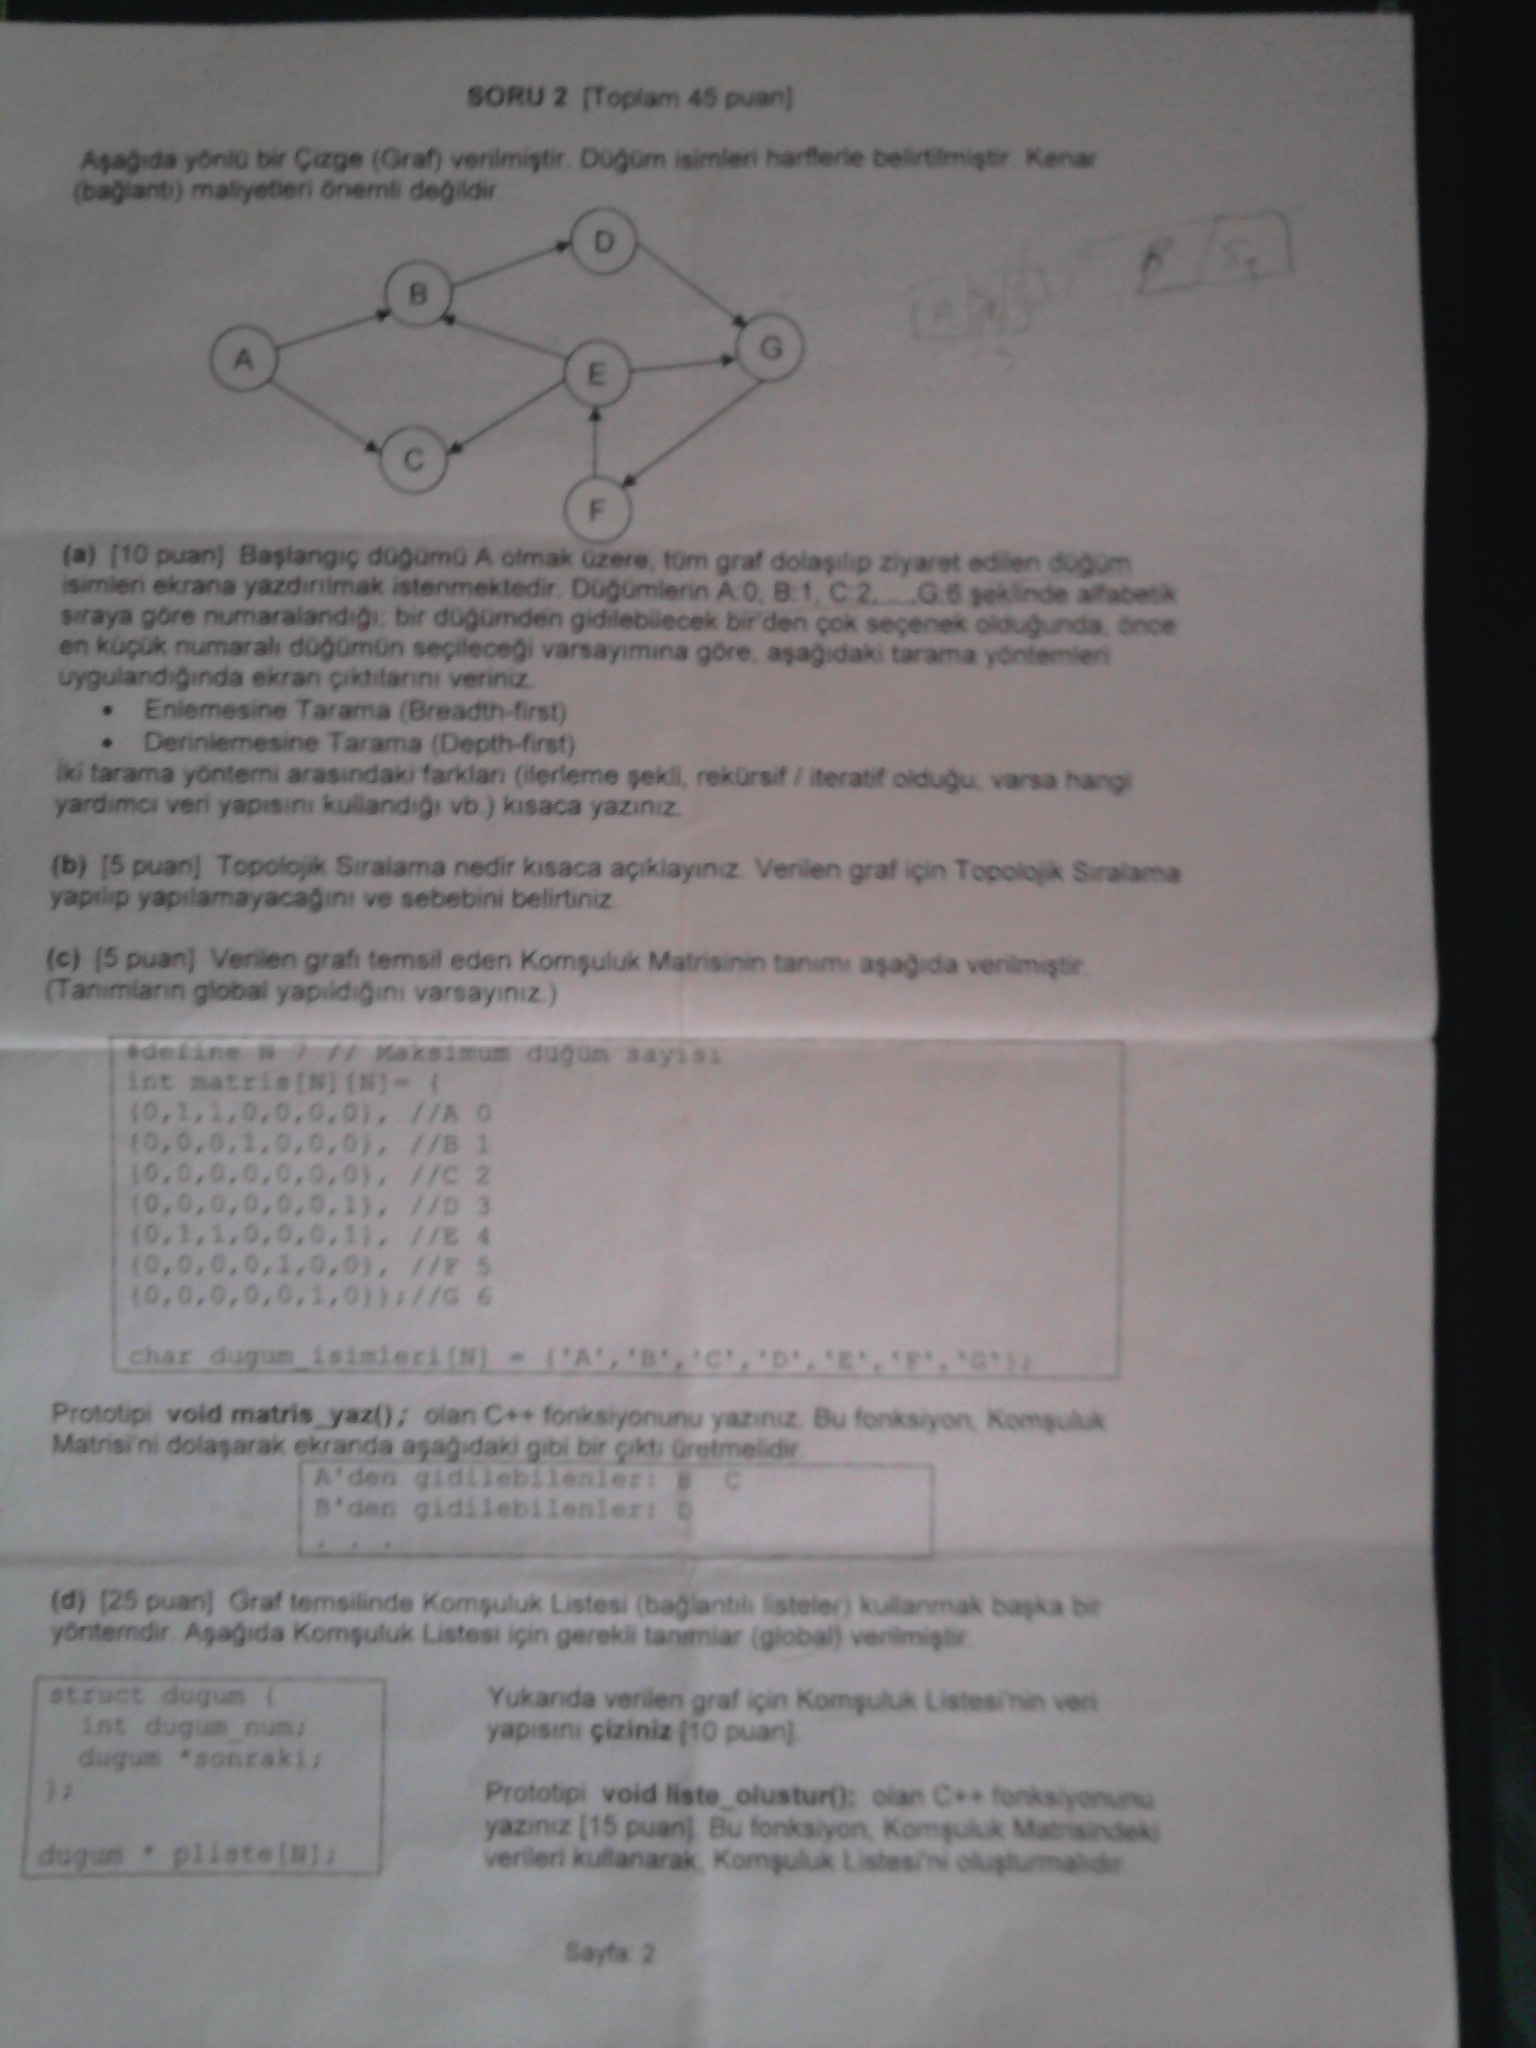 SORU 2 [Toplam 45 puan]
Aşağıda yönlü bir Çizge (Graf) verilmiştir. Düğüm isimleri harflerle belirtilmiştir. Kenar
(bağlantı) maliyetleri önemli değildir.
D
B
G
A
E
C
F
(a) [10 puan] Başlangıç düğümü A olmak üzere, tüm graf dolaşılıp ziyaret edilen düğüm
isimleri ekrana yazdırılmak istenmektedir. Düğümlerin A:0, B:1, C:2, ...,G:6 şeklinde alfabetik
sıraya göre numaralandığı; bir düğümden gidilebilecek bir'den çok seçenek olduğunda, önce
en küçük numaralı düğümün seçileceği varsayımına göre, aşağıdaki tarama yöntemleri
uygulandığında ekran çıktılarını veriniz.
• Enlemesine Tarama (Breadth-first)
• Derinlemesine Tarama (Depth-first)
İki tarama yöntemi arasındaki farkları (ilerleme şekli, rekürsif / iteratif olduğu, varsa hangi
yardımcı veri yapısını kullandığı vb.) kısaca yazınız.
(b) [5 puan] Topolojik Sıralama nedir kısaca açıklayınız. Verilen graf için Topolojik Sıralama
yapılıp yapılamayacağını ve sebebini belirtiniz.
(c) [5 puan] Verilen grafı temsil eden Komşuluk Matrisinin tanımı aşağıda verilmiştir.
(Tanımların global yapıldığını varsayınız.)
#define N 7 // Maksimum düğüm sayısı
int matris[N][N]= {
{0,1,1,0,0,0,0}, //A 0
{0,0,0,1,0,0,0}, //B 1
{0,0,0,0,0,0,0}, //C 2
{0,0,0,0,0,0,1}, //D 3
{0,1,1,0,0,0,1}, //E 4
{0,0,0,0,1,0,0}, //F 5
{0,0,0,0,0,1,0}};//G 6
char dugum_isimleri[N] = {'A','B','C','D','E','F','G'};
Prototipi void matris_yaz(); olan C++ fonksiyonunu yazınız. Bu fonksiyon, Komşuluk
Matrisi'ni dolaşarak ekranda aşağıdaki gibi bir çıktı üretmelidir.
A'den gidilebilenler: B C
B'den gidilebilenler: D
. . .
(d) [25 puan] Graf temsilinde Komşuluk Listesi (bağlantılı listeler) kullanmak başka bir
yöntemdir. Aşağıda Komşuluk Listesi için gerekli tanımlar (global) verilmiştir.
struct dugum {
int dugum_num;
dugum *sonraki;
};
dugum * pliste[N];
Yukarıda verilen graf için Komşuluk Listesi'nin veri
yapısını çiziniz [10 puan].
Prototipi void liste_olustur(); olan C++ fonksiyonunu
yazınız [15 puan]. Bu fonksiyon, Komşuluk Matrisindeki
verileri kullanarak, Komşuluk Listesi'ni oluşturmalıdır.
Sayfa: 2